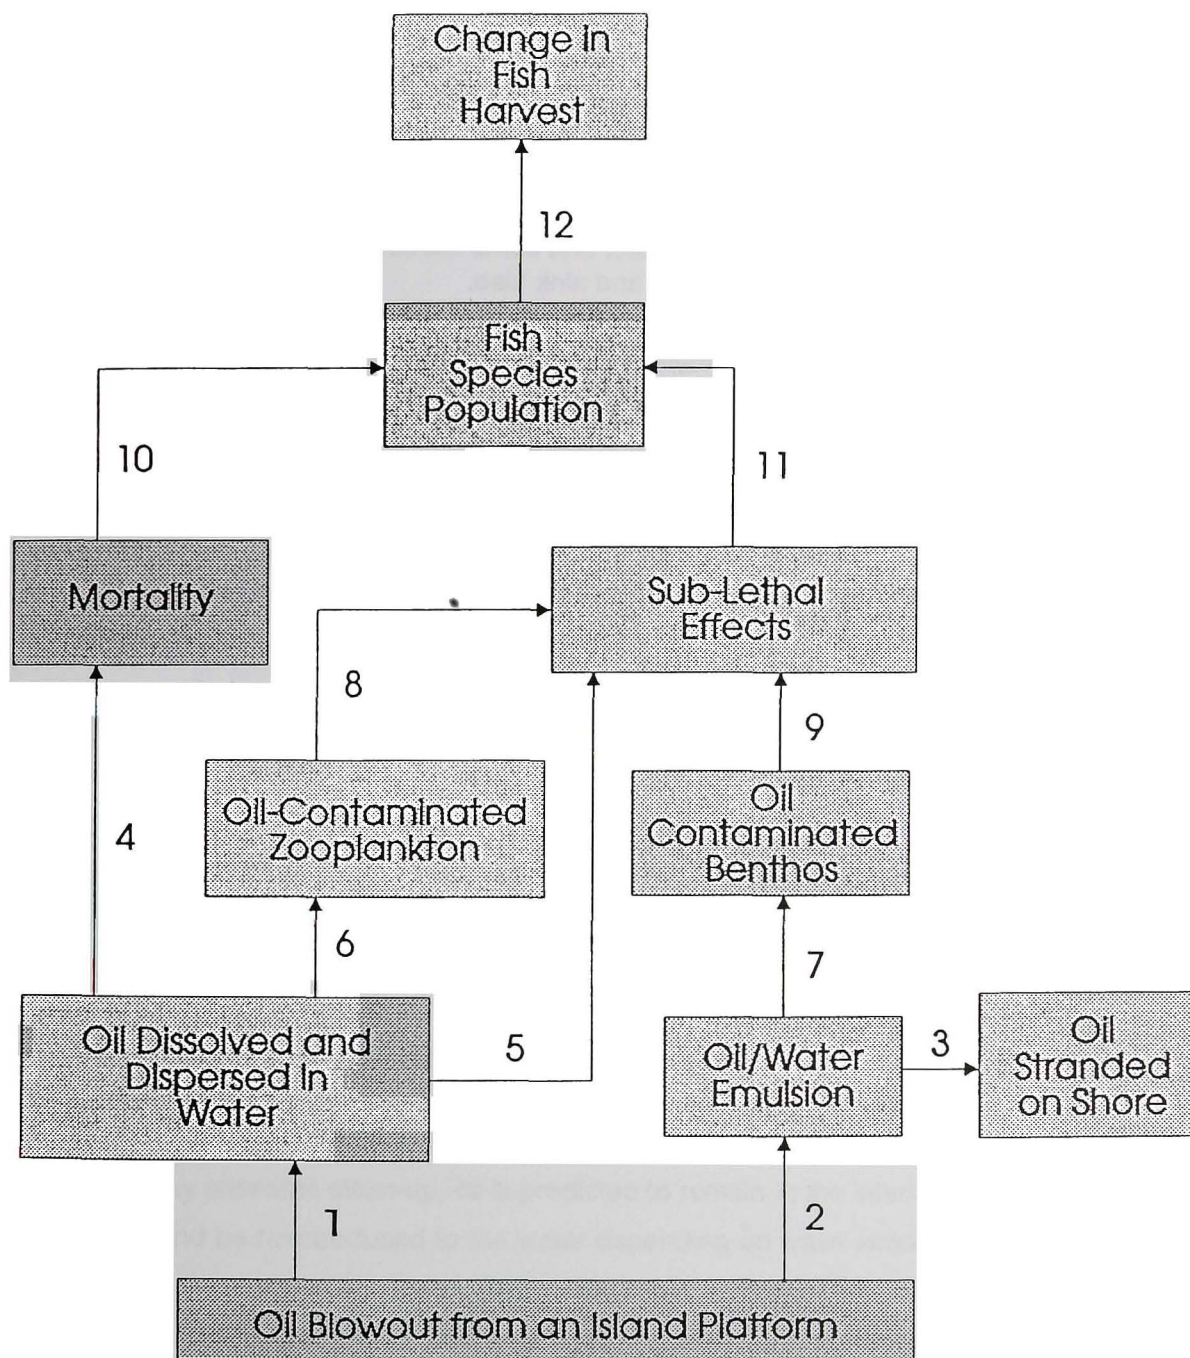 Change in
Fish
Harvest
12
Fish
Species
Population
10
11
Mortality
Sub-Lethal
Effects
8
9
Oil-Contaminated
Zooplankton
Oil
Contaminated
Benthos
4
6
7
Oil Dissolved and
Dispersed in
Water
5
Oil/Water
Emulsion
3
Oil
Stranded
on Shore
1
2
Oil Blowout from an Island Platform